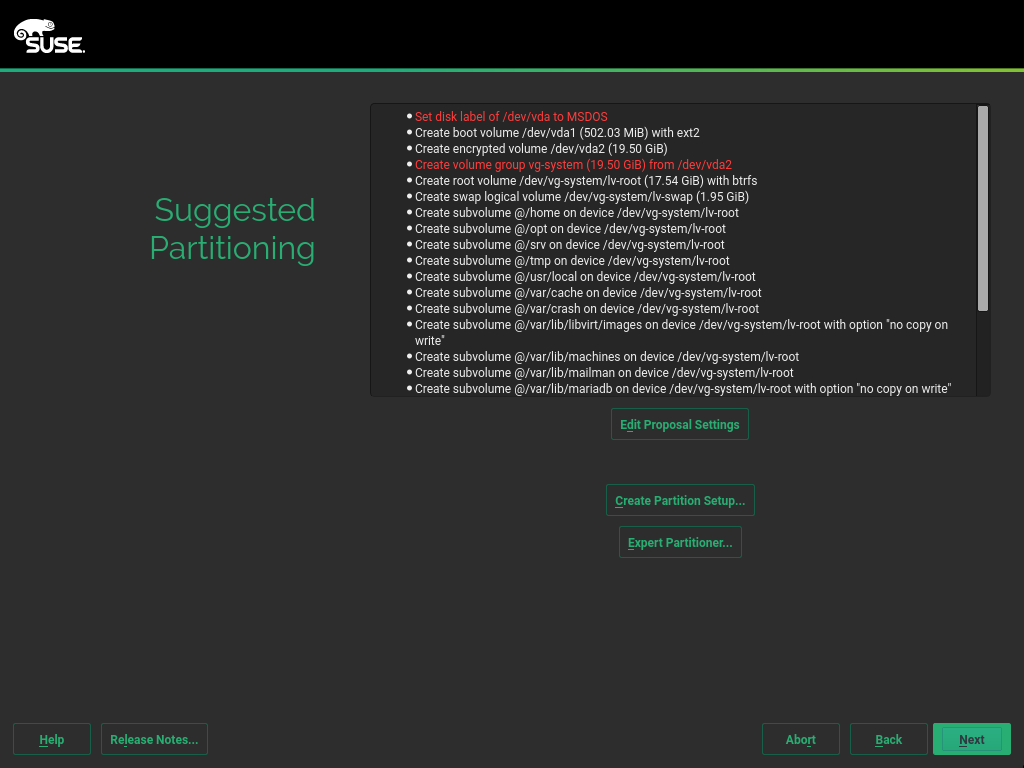 SUSE.
Suggested
Partitioning
Set disk label of /dev/vda to MSDOS
Create boot volume /dev/vda1 (502.03 MiB) with ext2
Create encrypted volume /dev/vda2 (19.50 GiB)
Create volume group vg-system (19.50 GiB) from /dev/vda2
Create root volume /dev/vg-system/lv-root (17.54 GiB) with btrfs
Create swap logical volume /dev/vg-system/lv-swap (1.95 GiB)
Create subvolume @/home on device /dev/vg-system/lv-root
Create subvolume @/opt on device /dev/vg-system/lv-root
Create subvolume @/srv on device /dev/vg-system/lv-root
Create subvolume @/tmp on device /dev/vg-system/lv-root
Create subvolume @/usr/local on device /dev/vg-system/lv-root
Create subvolume @/var/cache on device /dev/vg-system/lv-root
Create subvolume @/var/crash on device /dev/vg-system/lv-root
Create subvolume @/var/lib/libvirt/images on device /dev/vg-system/lv-root with option "no copy on
write"
Create subvolume @/var/lib/machines on device /dev/vg-system/lv-root
Create subvolume @/var/lib/mailman on device /dev/vg-system/lv-root
Create subvolume @/var/lib/mariadb on device /dev/vg-system/lv-root with option "no copy on write"
Edit Proposal Settings
Create Partition Setup...
Expert Partitioner...
Help
Release Notes...
Abort
Back
Next